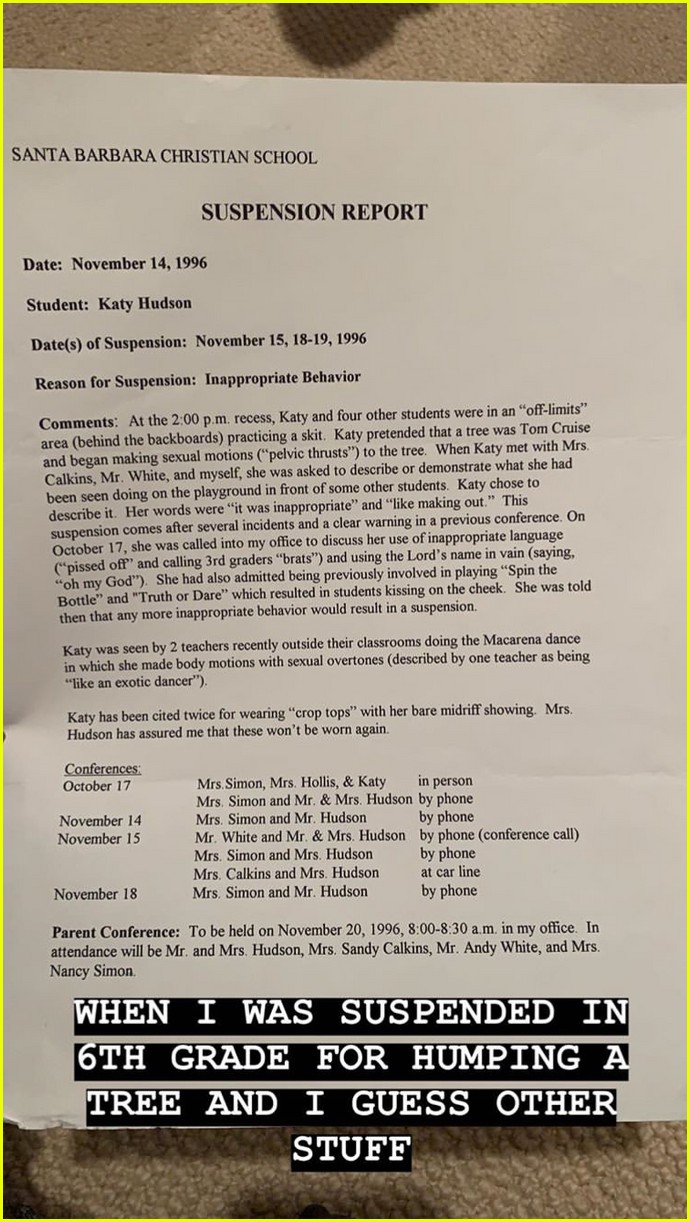 SANTA BARBARA CHRISTIAN SCHOOL
SUSPENSION REPORT
Date: November 14, 1996
Student: Katy Hudson
Date(s) of Suspension: November 15, 18-19, 1996
Reason for Suspension: Inappropriate Behavior
Comments: At the 2:00 p.m. recess, Katy and four other students were in an “off-limits”
area (behind the backboards) practicing a skit. Katy pretended that a tree was Tom Cruise
and began making sexual motions (“pelvic thrusts”) to the tree. When Katy met with Mrs.
Calkins, Mr. White, and myself, she was asked to describe or demonstrate what she had
been seen doing on the playground in front of some other students. Katy chose to
describe it. Her words were “it was inappropriate” and “like making out.” This
suspension comes after several incidents and a clear warning in a previous conference. On
October 17, she was called into my office to discuss her use of inappropriate language
(“pissed off” and calling 3rd graders “brats”) and using the Lord’s name in vain (saying,
“oh my God”). She had also admitted being previously involved in playing “Spin the
Bottle” and "Truth or Dare” which resulted in students kissing on the cheek. She was told
then that any more inappropriate behavior would result in a suspension.
Katy was seen by 2 teachers recently outside their classrooms doing the Macarena dance
in which she made body motions with sexual overtones (described by one teacher as being
“like an exotic dancer”).
Katy has been cited twice for wearing “crop tops” with her bare midriff showing. Mrs.
Hudson has assured me that these won’t be worn again.
Conferences:
October 17 Mrs.Simon, Mrs. Hollis, & Katy in person
Mrs. Simon and Mr. & Mrs. Hudson by phone
November 14 Mrs. Simon and Mr. Hudson by phone
November 15 Mr. White and Mr. & Mrs. Hudson by phone (conference call)
Mrs. Simon and Mrs. Hudson by phone
Mrs. Calkins and Mrs. Hudson at car line
November 18 Mrs. Simon and Mr. Hudson by phone
Parent Conference: To be held on November 20, 1996, 8:00-8:30 a.m. in my office. In
attendance will be Mr. and Mrs. Hudson, Mrs. Sandy Calkins, Mr. Andy White, and Mrs.
Nancy Simon.
WHEN I WAS SUSPENDED IN
6TH GRADE FOR HUMPING A
TREE AND I GUESS OTHER
STUFF